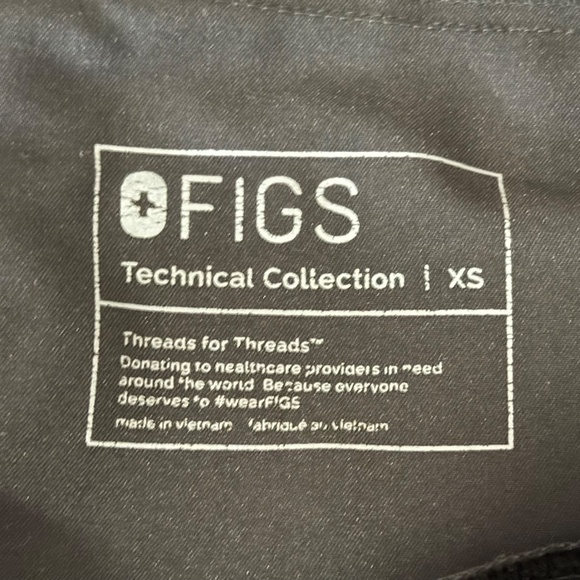 FIGS
Technical Collection | XS
Threads for Threads™
Donating to healthcare providers in need
around the world. Because everyone
deserves to #wearFIGS
made in vietnam fabriqué au vietnam